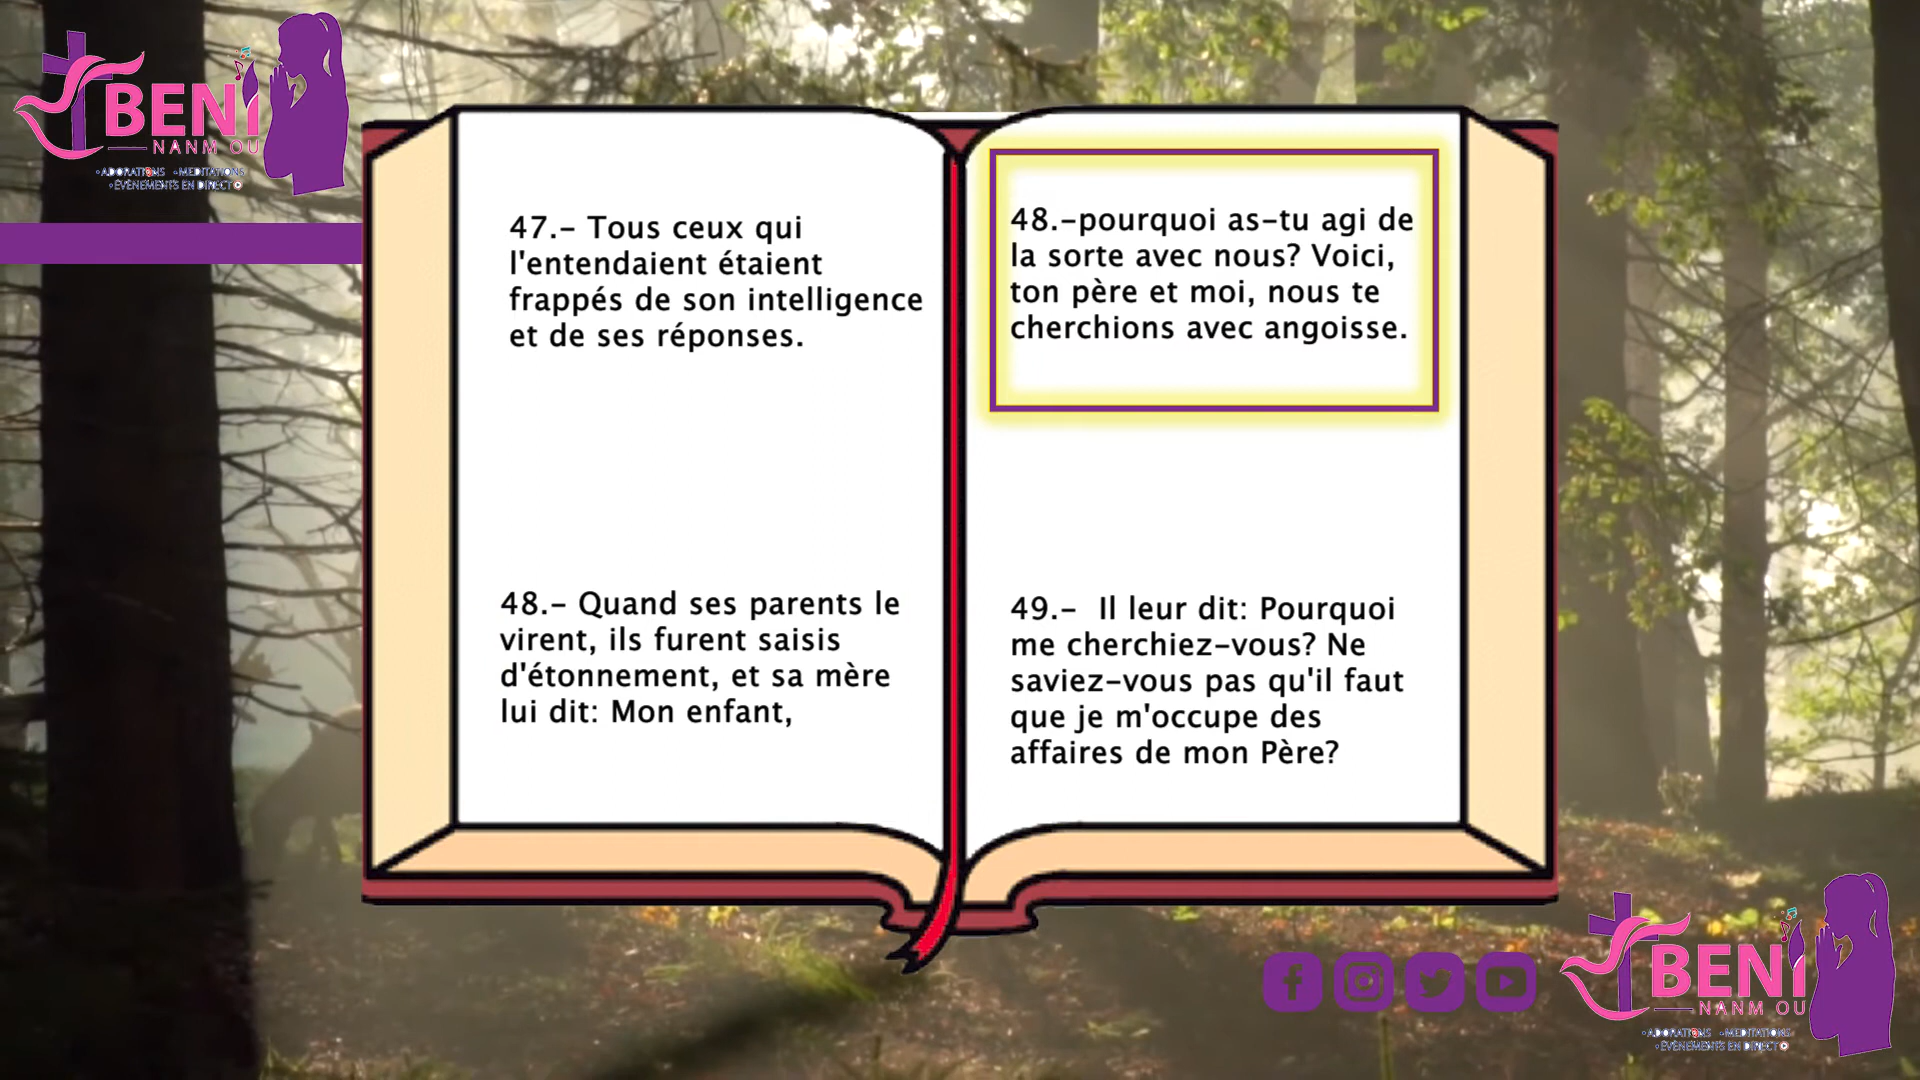 BENi
NANM OU
·ADORATIONS ·MEDITATIONS
·ÉVÈNEMENTS EN DIRECT
47.- Tous ceux qui
l'entendaient étaient
frappés de son intelligence
et de ses réponses.
48.- Quand ses parents le
virent, ils furent saisis
d'étonnement, et sa mère
lui dit: Mon enfant,
48.-pourquoi as-tu agi de
la sorte avec nous? Voici,
ton père et moi, nous te
cherchions avec angoisse.
49.- Il leur dit: Pourquoi
me cherchiez-vous? Ne
saviez-vous pas qu'il faut
que je m'occupe des
affaires de mon Père?
BENi
NANM OU
·ADORATIONS ·MEDITATIONS
·ÉVÈNEMENTS EN DIRECT